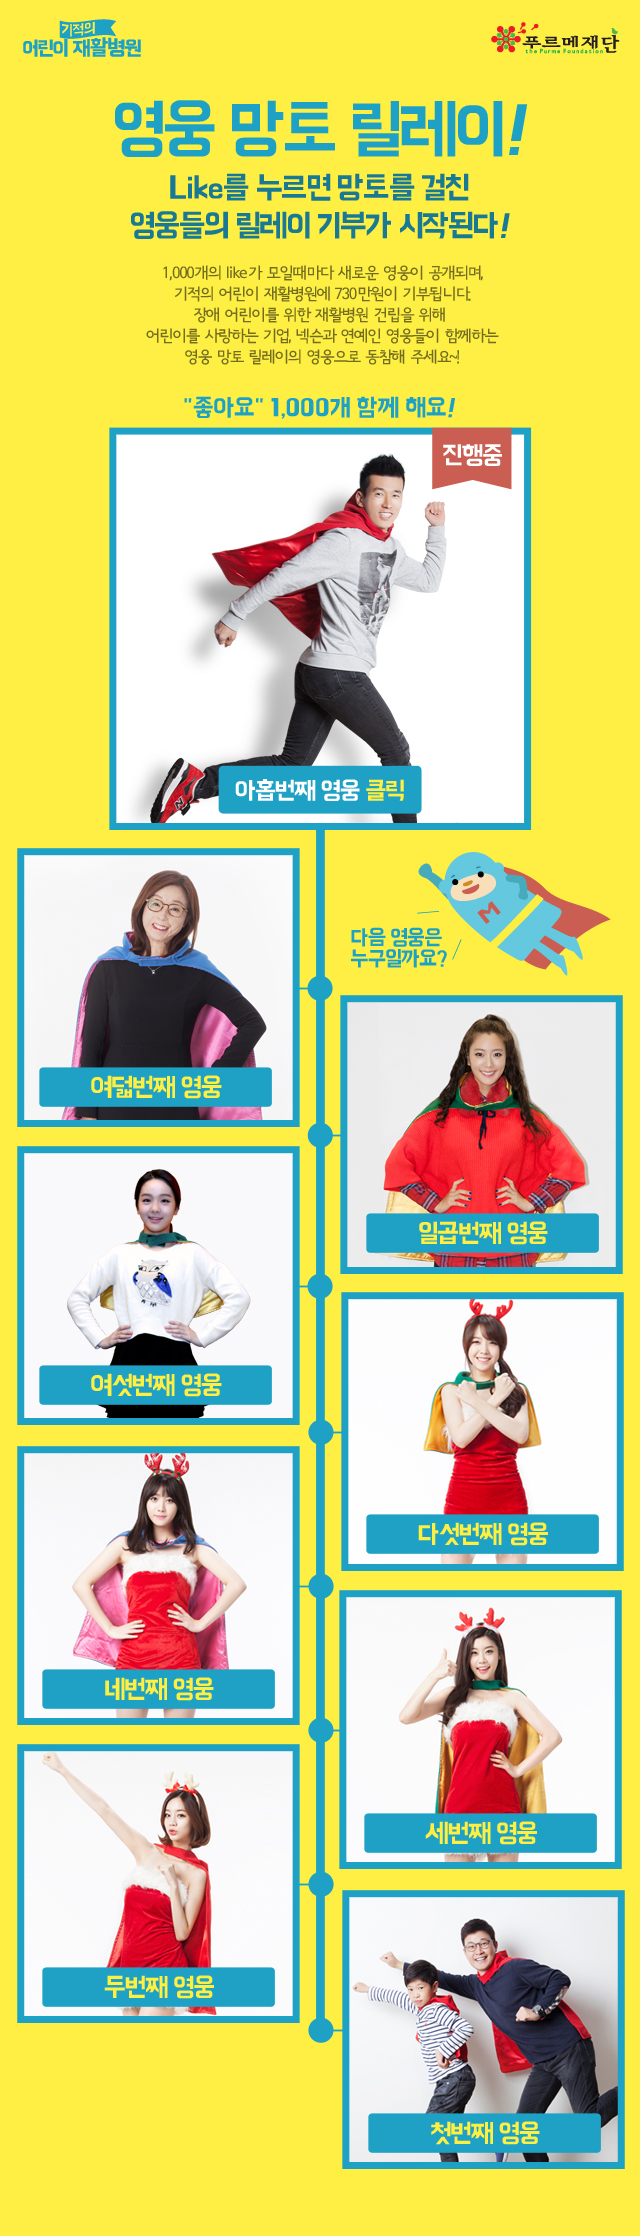 기적의
어린이 재활병원
푸르메재단
the Purme Foundation
영웅 망토 릴레이!
Like를 누르면 망토를 걸친
영웅들의 릴레이 기부가 시작된다!
1,000개의 like가 모일때마다 새로운 영웅이 공개되며,
기적의 어린이 재활병원에 730만원이 기부됩니다.
장애 어린이를 위한 재활병원 건립을 위해
어린이를 사랑하는 기업, 넥슨과 연예인 영웅들이 함께하는
영웅 망토 릴레이의 영웅으로 동참해 주세요~!
"좋아요" 1,000개 함께 해요!
진행중
아홉번째 영웅 클릭
다음 영웅은
누구일까요?
M
여덟번째 영웅
일곱번째 영웅
여섯번째 영웅
다섯번째 영웅
네번째 영웅
세번째 영웅
두번째 영웅
첫번째 영웅